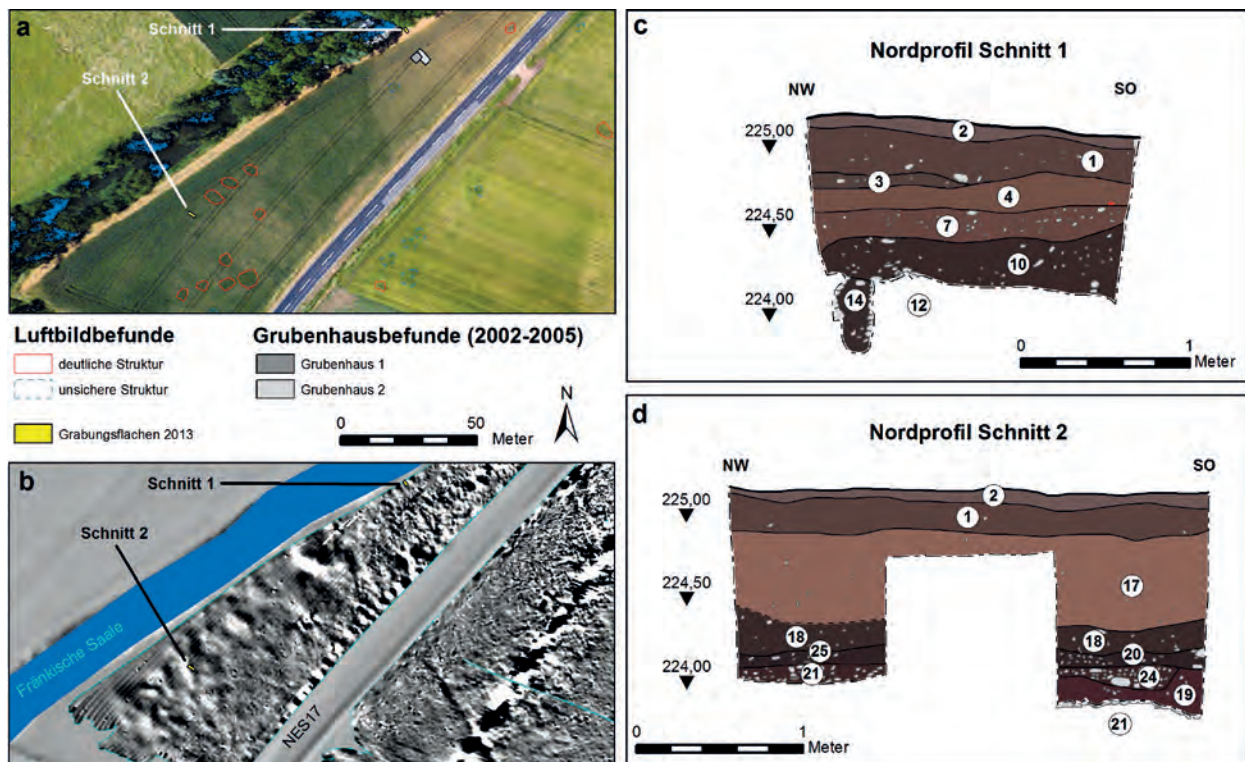 a
Schnitt 1
Schnitt 2
Luftbildbefunde
deutliche Struktur
unsichere Struktur
Grabungsflächen 2013
Grubenhausbefunde (2002-2005)
Grubenhaus 1
Grubenhaus 2
N
0 50
Meter
b
Schnitt 1
Schnitt 2
Fränkische Saale
NES17
c
Nordprofil Schnitt 1
NW SO
225,00
224,50
224,00
2
1
3
4
7
10
14
12
0 1
Meter
d
Nordprofil Schnitt 2
NW SO
225,00
224,50
224,00
2
1
17
18
25
21
18
20
24
19
21
0 1
Meter